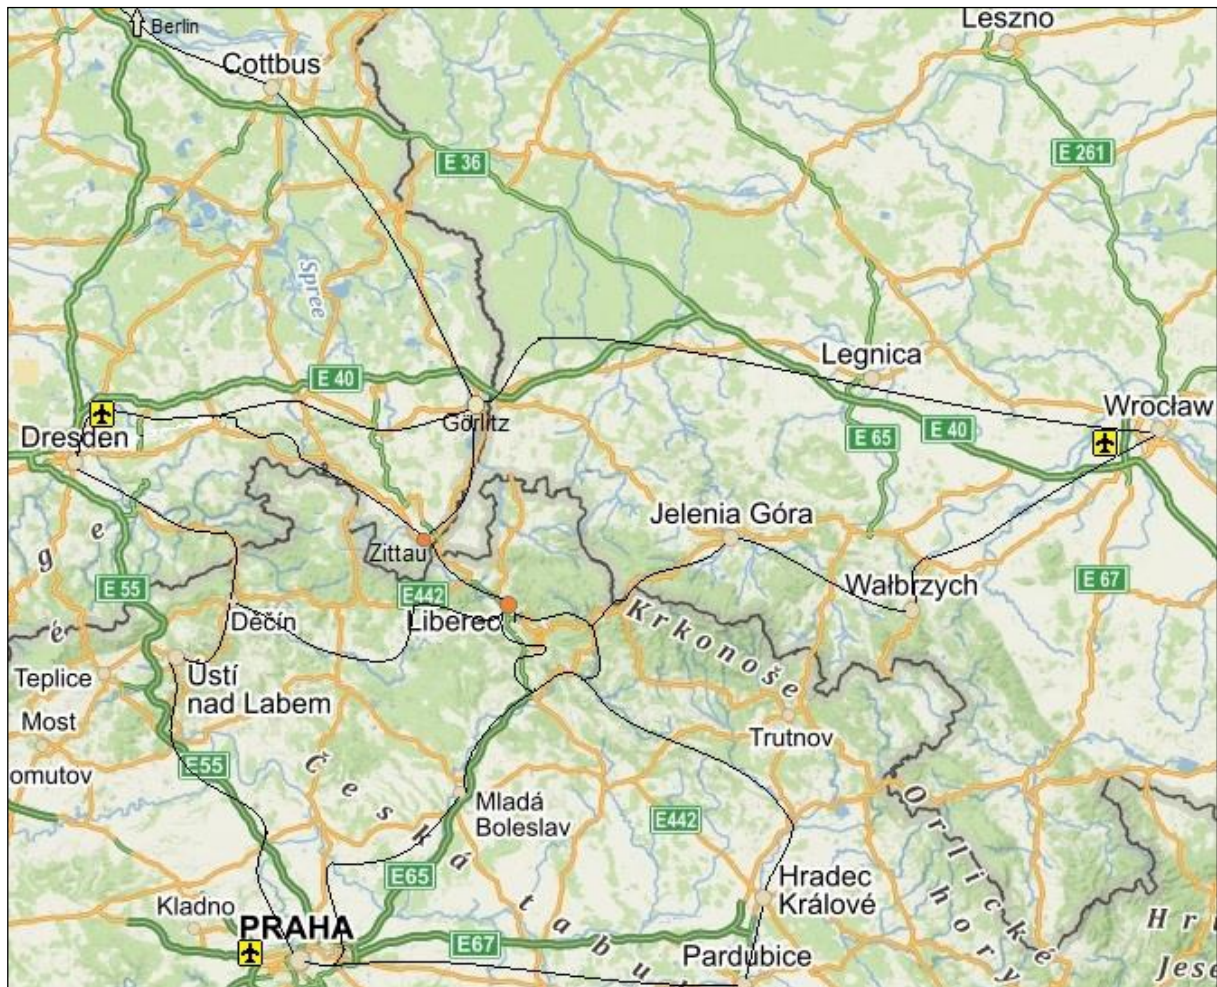 Berlin
Leszno
Cottbus
E 261
E 36
Spree
Legnica
E 40
Wrocław
Görlitz
Dresden
E 65
E 40
Jelenia Góra
Zittau
E 55
E442
Wałbrzych
E 67
Děčín
Liberec
Krkonoše
é
g e
Teplice
Ústí
nad Labem
Most
Trutnov
omutov
E55
Česká tabul
Mladá
Boleslav
E442
Orlické
hory
E65
Hradec
Králové
Kladno
PRAHA
E67
Pardubice
Hr
Jese